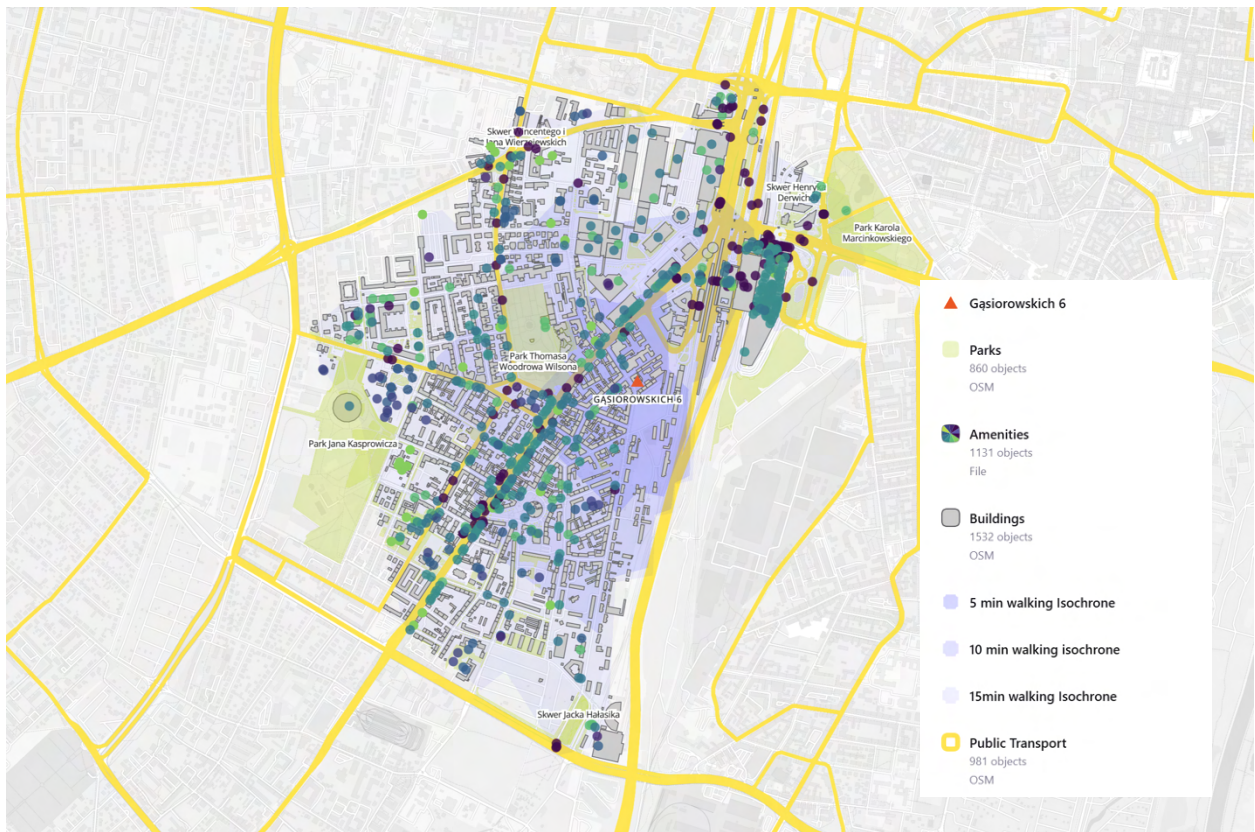 Skwer Wincentego i
Jana Wierzejewskich
Skwer Henryka
Derwich
Park Karola
Marcinkowskiego
Park Thomasa
Woodrowa Wilsona
GĄSIOROWSKICH 6
Park Jana Kasprowicza
Skwer Jacka Hałasika
Gąsiorowskich 6
Parks
860 objects
OSM
Amenities
1131 objects
File
Buildings
1532 objects
OSM
5 min walking Isochrone
10 min walking isochrone
15min walking Isochrone
Public Transport
981 objects
OSM